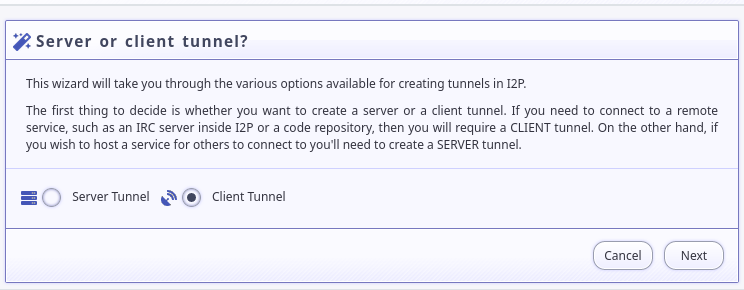 Server or client tunnel?
This wizard will take you through the various options available for creating tunnels in I2P.
The first thing to decide is whether you want to create a server or a client tunnel. If you need to connect to a remote
service, such as an IRC server inside I2P or a code repository, then you will require a CLIENT tunnel. On the other hand, if
you wish to host a service for others to connect to you'll need to create a SERVER tunnel.
Server Tunnel Client Tunnel
Cancel Next